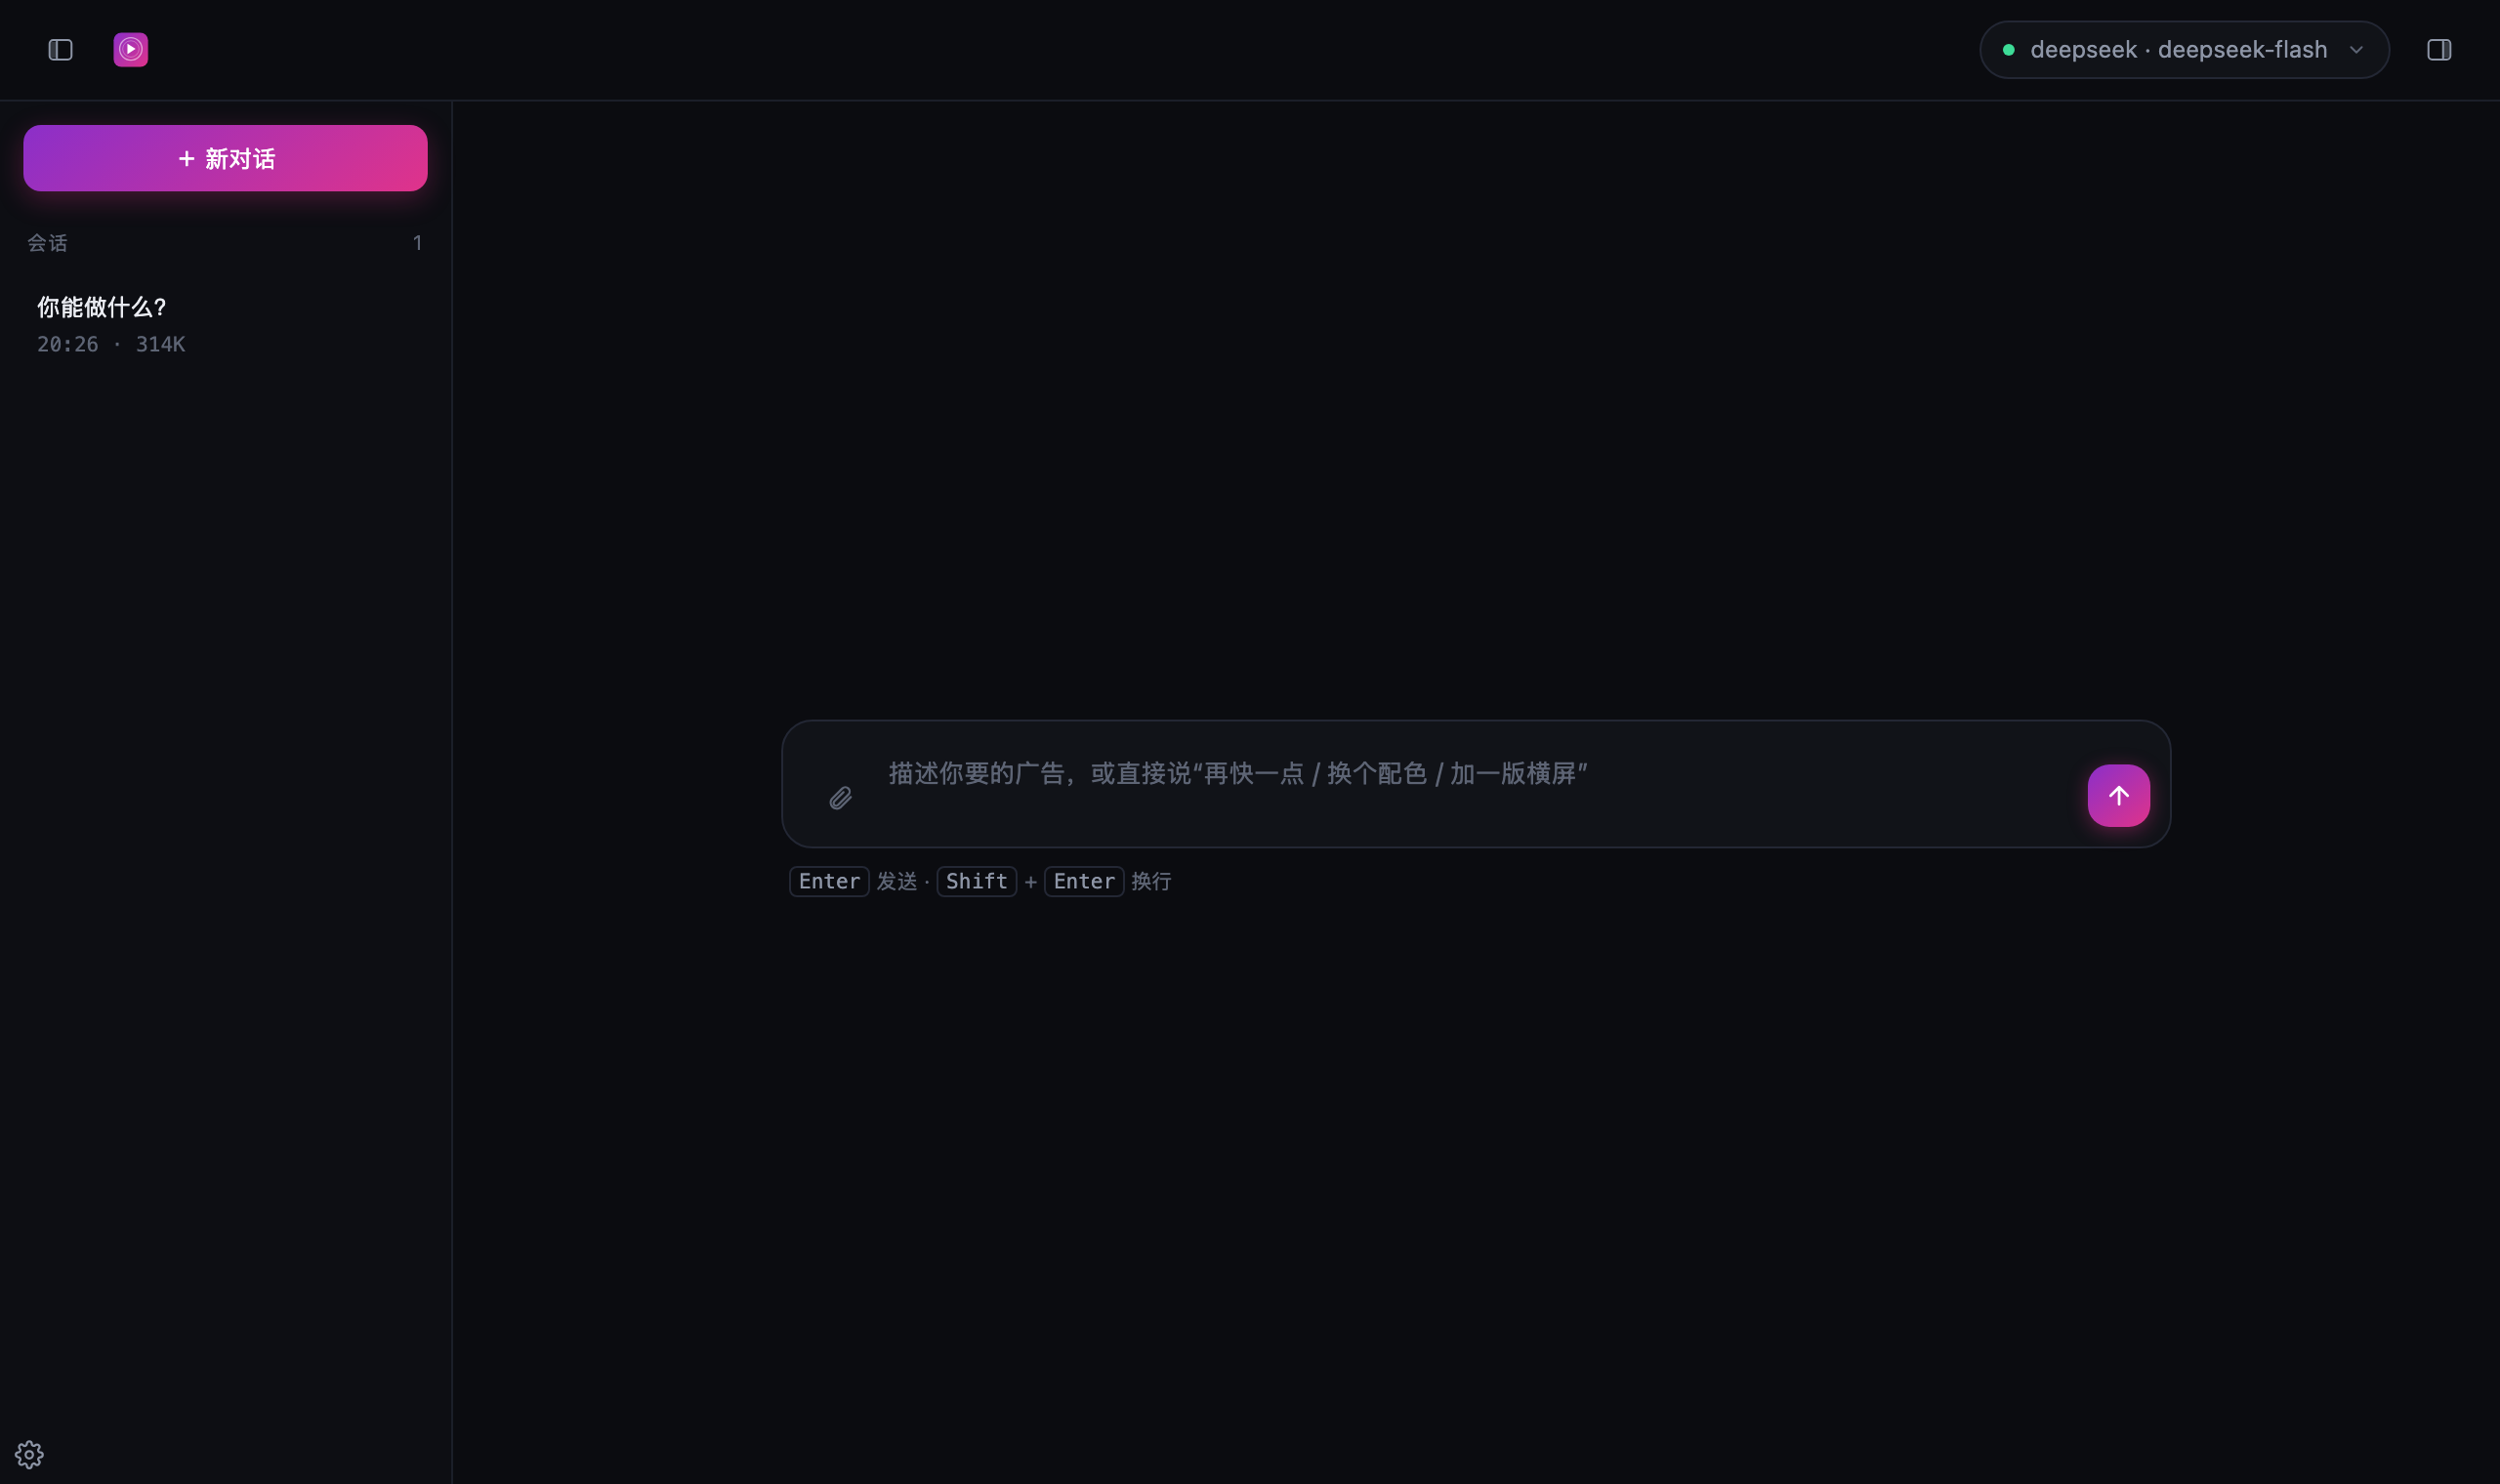 deepseek · deepseek-flash
+ 新对话
会话 1
你能做什么?
20:26 · 314K
描述你要的广告，或直接说“再快一点 / 换个配色 / 加一版横屏”
Enter 发送 · Shift + Enter 换行